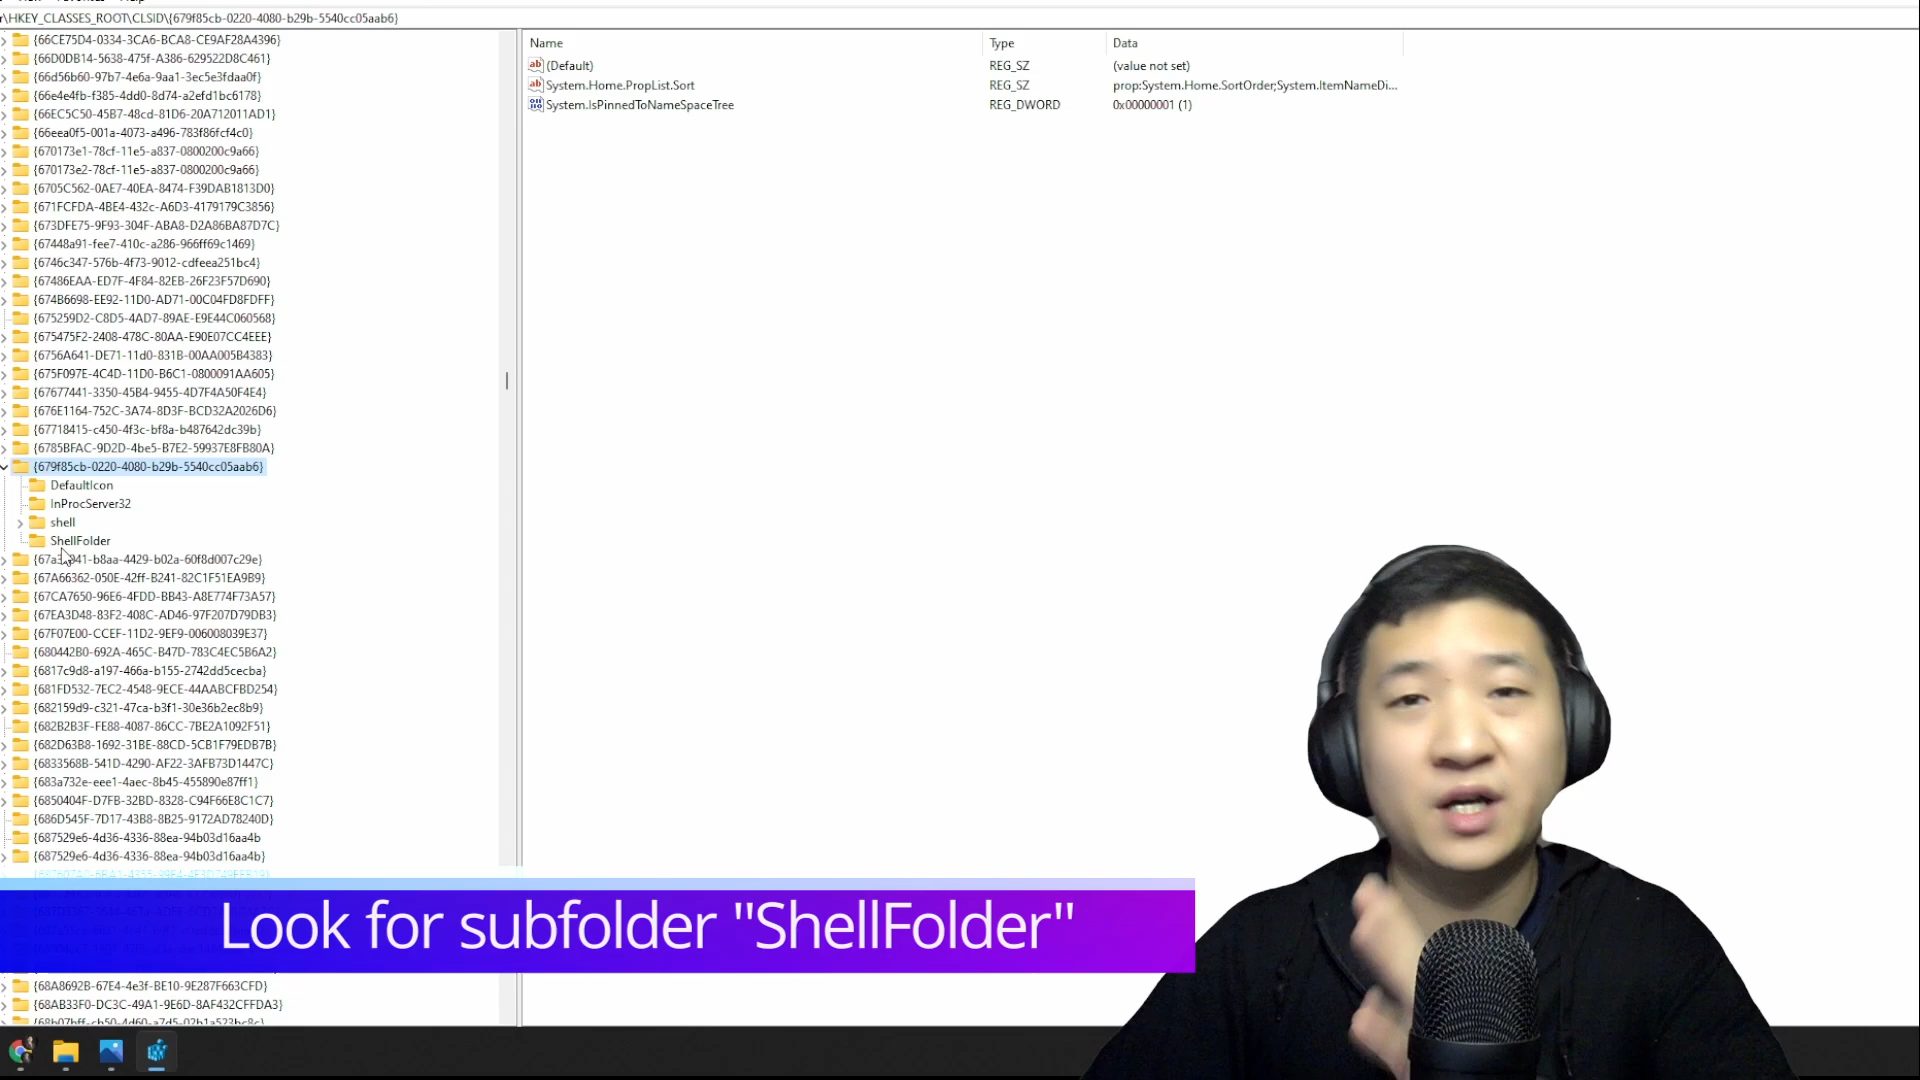 r\HKEY_CLASSES_ROOT\CLSID\{679f85cb-0220-4080-b29b-5540cc05aab6}
{66CE75D4-0334-3CA6-BCA8-CE9AF28A4396}
{66D0DB14-5638-475f-A386-629522D8C461}
{66d56b60-97b7-4e6a-9aa1-3ec5e3fdaa0f}
{66e4e4fb-f385-4dd0-8d74-a2efd1bc6178}
{66EC5C50-45B7-48cd-81D6-20A712011AD1}
{66eea0f5-001a-4073-a496-783f86fcf4c0}
{670173e1-78cf-11e5-a837-0800200c9a66}
{670173e2-78cf-11e5-a837-0800200c9a66}
{6705C562-0AE7-40EA-8474-F39DAB1813D0}
{671FCFDA-4BE4-432c-A6D3-4179179C3856}
{673DFE75-9F93-304F-ABA8-D2A86BA87D7C}
{67448a91-fee7-410c-a286-966ff69c1469}
{6746c347-576b-4f73-9012-cdfeea251bc4}
{67486EAA-ED7F-4F84-82EB-26F23F57D690}
{674B6698-EE92-11D0-AD71-00C04FD8FDFF}
{675259D2-C8D5-4AD7-89AE-E9E44C060568}
{675475F2-2408-478C-80AA-E90E07CC4EEE}
{6756A641-DE71-11d0-831B-00AA005B4383}
{675F097E-4C4D-11D0-B6C1-0800091AA605}
{67677441-3350-45B4-9455-4D7F4A50F4E4}
{676E1164-752C-3A74-8D3F-BCD32A2026D6}
{67718415-c450-4f3c-bf8a-b487642dc39b}
{6785BFAC-9D2D-4be5-B7E2-59937E8FB80A}
{679f85cb-0220-4080-b29b-5540cc05aab6}
DefaultIcon
InProcServer32
shell
ShellFolder
{67A66362-050E-42ff-B241-82C1F51EA9B9}
{67CA7650-96E6-4FDD-BB43-A8E774F73A57}
{67EA3D48-83F2-408C-AD46-97F207D79DB3}
{67F07E00-CCEF-11D2-9EF9-006008039E37}
{680442B0-692A-465C-B47D-783C4EC5B6A2}
{6817c9d8-a197-466a-b155-2742dd5cecba}
{681FD532-7EC2-4548-9ECE-44AABCFBD254}
{682159d9-c321-47ca-b3f1-30e36b2ec8b9}
{682B2B3F-FE88-4087-86CC-7BE2A1092F51}
{682D63B8-1692-31BE-88CD-5CB1F79EDB7B}
{6833568B-541D-4290-AF22-3AFB73D1447C}
{683a732e-eee1-4aec-8b45-455890e87ff1}
{6850404F-D7FB-32BD-8328-C94F66E8C1C7}
{686D545F-7D17-43B8-8B25-9172AD78240D}
{687529e6-4d36-4336-88ea-94b03d16aa4b
{687529e6-4d36-4336-88ea-94b03d16aa4b}
{68A8692B-67E4-4e3f-BE10-9E287F663CFD}
{68AB33F0-DC3C-49A1-9E6D-8AF432CFFDA3}
Name Type Data
(Default) REG_SZ (value not set)
System.Home.PropList.Sort REG_SZ prop:System.Home.SortOrder;System.ItemNameDi...
System.IsPinnedToNameSpaceTree REG_DWORD 0x00000001 (1)
Look for subfolder "ShellFolder"